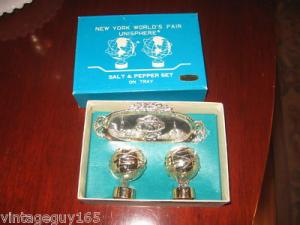 NEW YORK WORLD'S FAIR
UNISPHERE®
SALT & PEPPER SET
ON TRAY
vintageguy165